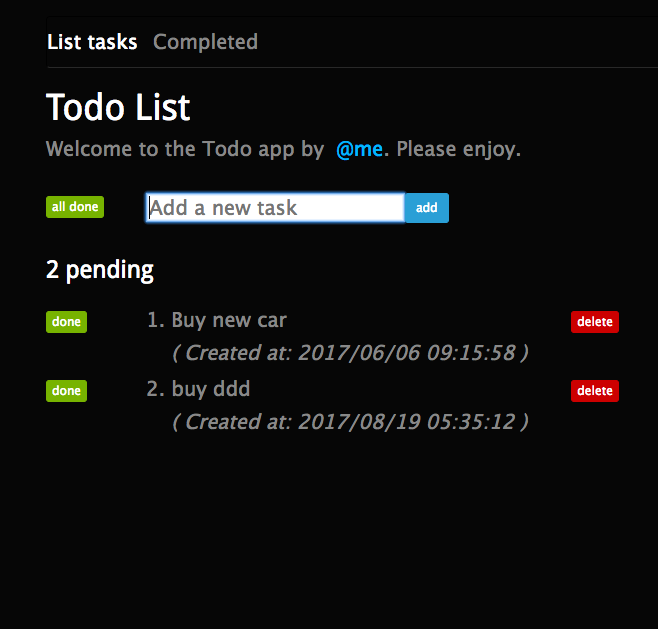 List tasks Completed
Todo List
Welcome to the Todo app by @me. Please enjoy.
all done Add a new task add
2 pending
done 1. Buy new car delete
( Created at: 2017/06/06 09:15:58 )
done 2. buy ddd delete
( Created at: 2017/08/19 05:35:12 )